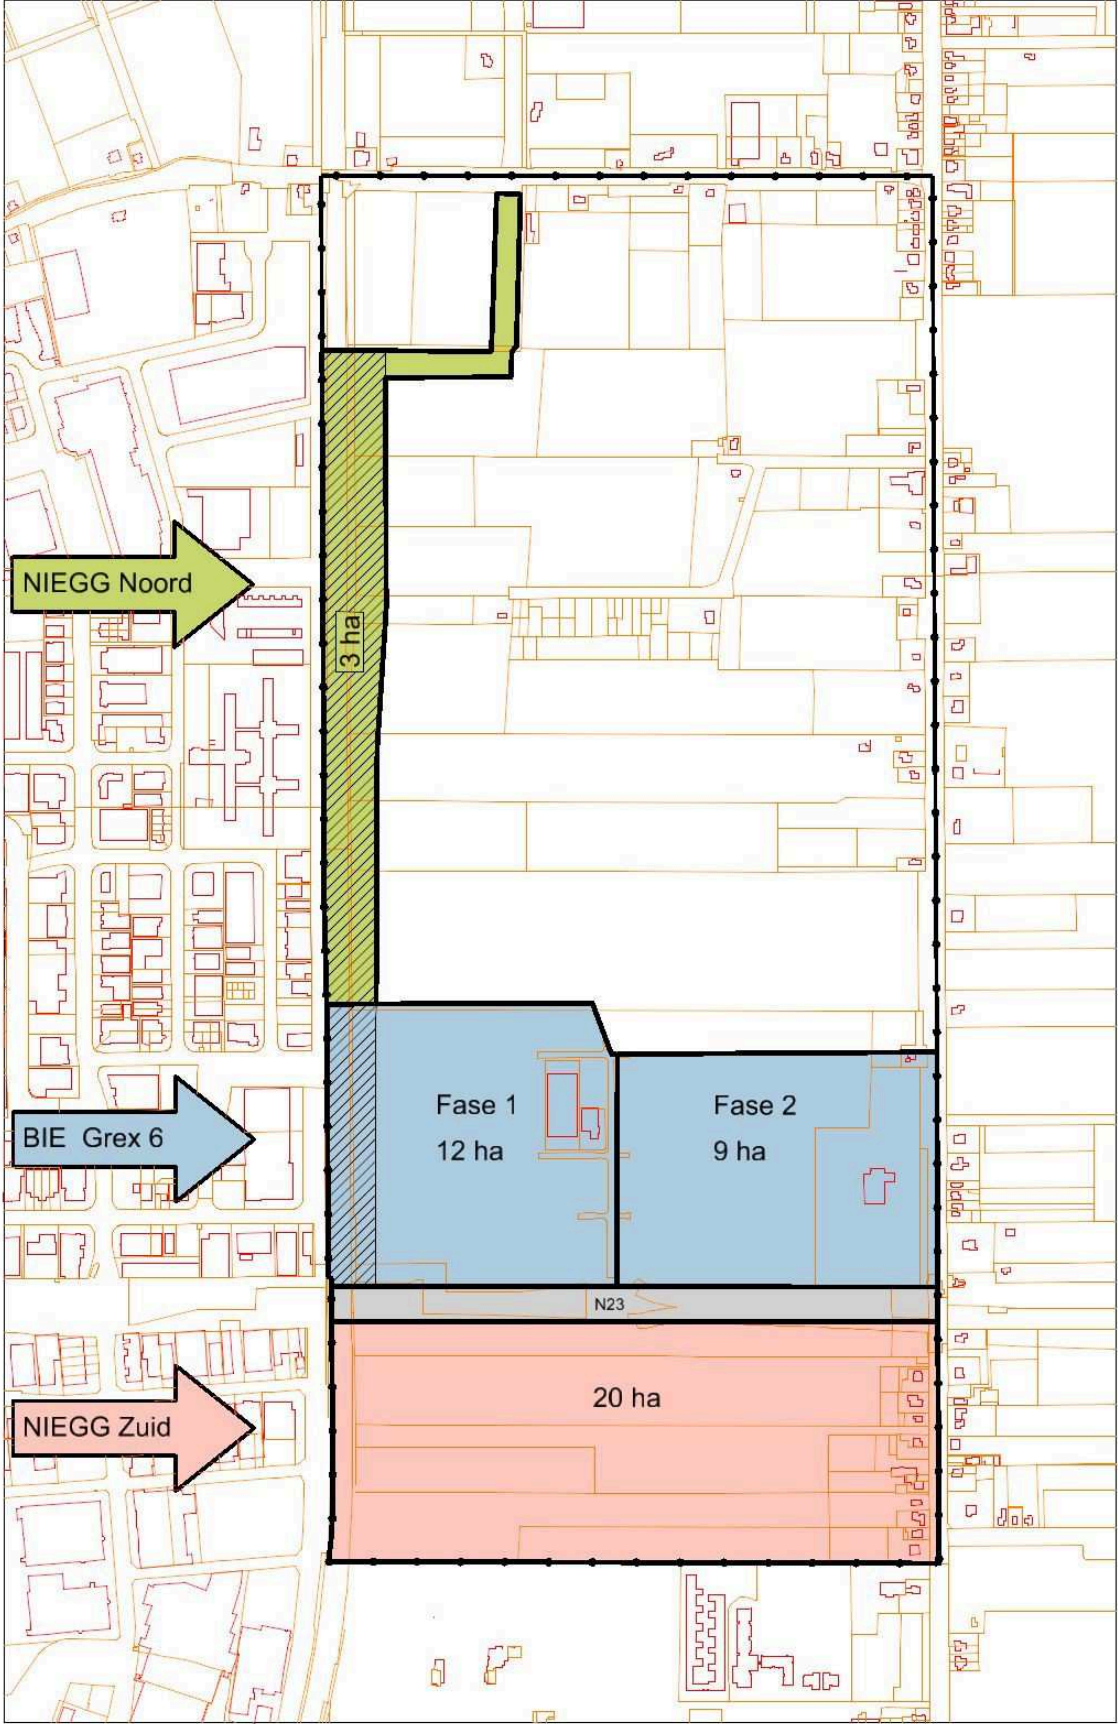 NIEGG Noord
3 ha
Fase 1
12 ha
Fase 2
9 ha
BIE Grex 6
N23
20 ha
NIEGG Zuid